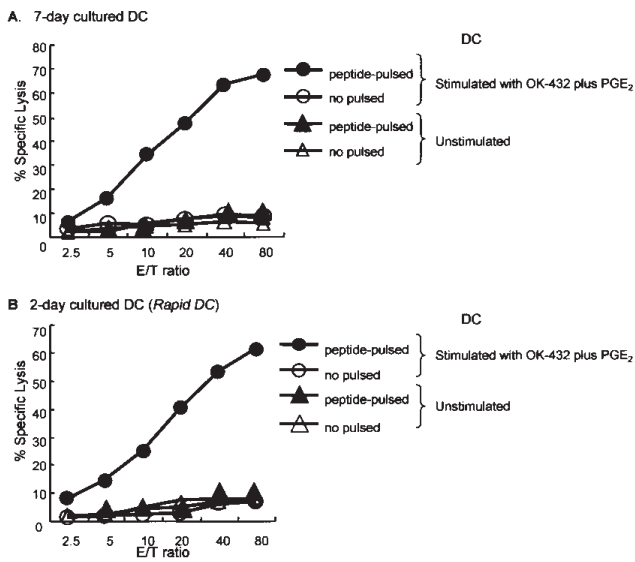 A. 7-day cultured DC
80
70
60
50
40
30
20
10
0
% Specific Lysis
2.5 5 10 20 40 80
E/T ratio
DC
peptide-pulsed
no pulsed
Stimulated with OK-432 plus PGE2
peptide-pulsed
no pulsed
Unstimulated
B 2-day cultured DC (Rapid DC)
70
60
50
40
30
20
10
0
% Specific Lysis
2.5 5 10 20 40 80
E/T ratio
DC
peptide-pulsed
no pulsed
Stimulated with OK-432 plus PGE2
peptide-pulsed
no pulsed
Unstimulated